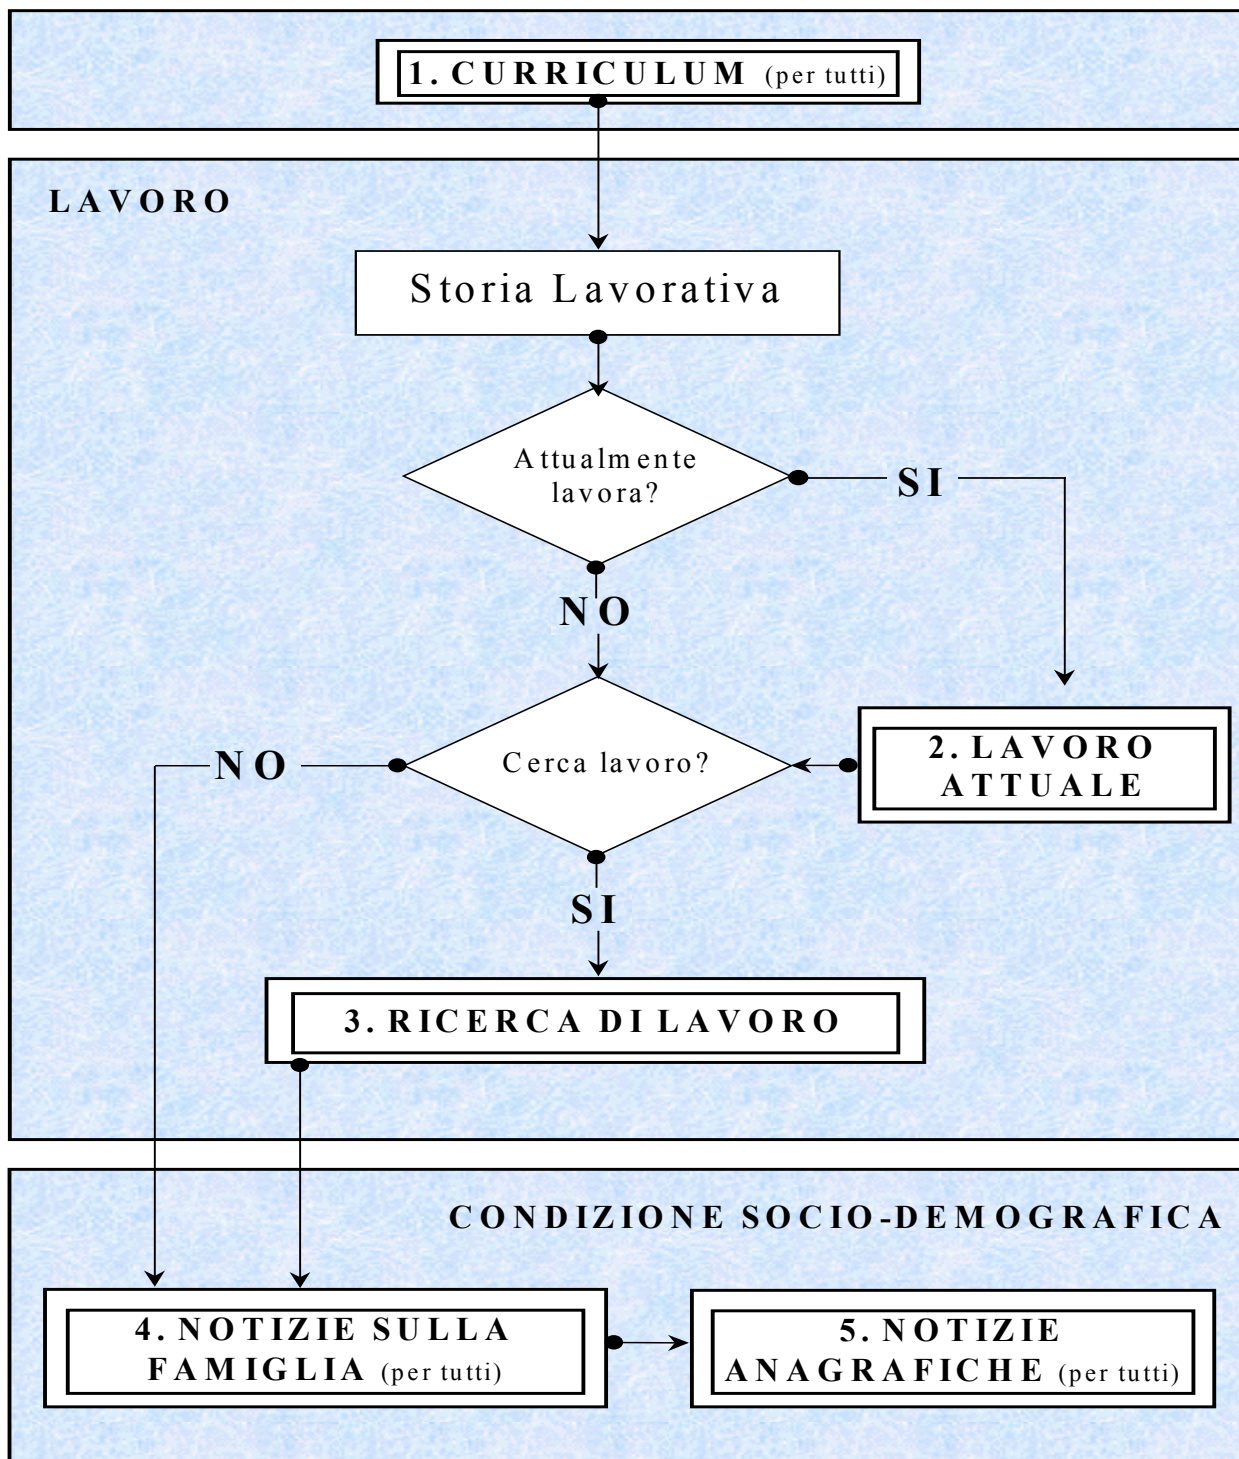 1. CURRICULUM (per tutti)
LAVORO
Storia Lavorativa
Attualmente
lavora?
SI
NO
Cerca lavoro?
NO
2. LAVORO
ATTUALE
SI
3. RICERCA DI LAVORO
CONDIZIONE SOCIO-DEMOGRAFICA
4. NOTIZIE SULLA
FAMIGLIA (per tutti)
5. NOTIZIE
ANAGRAFICHE (per tutti)